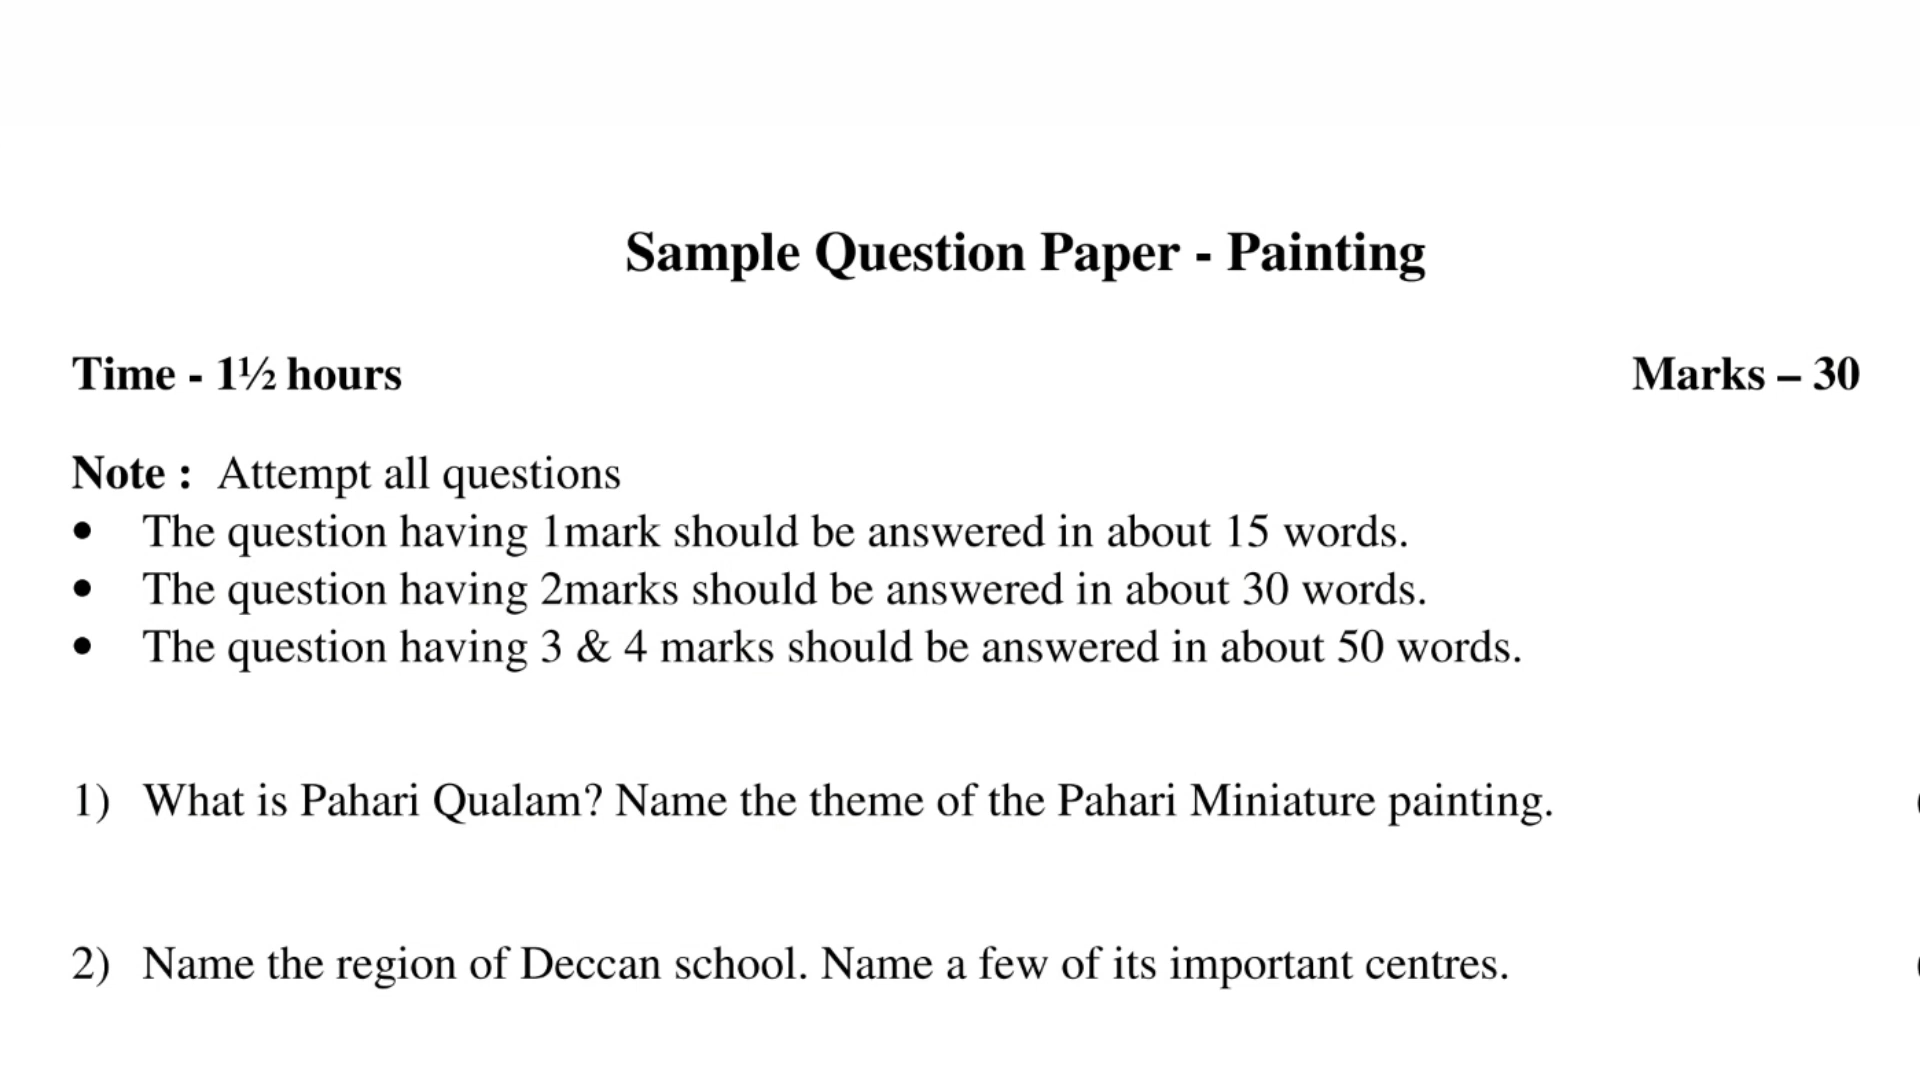 Sample Question Paper - Painting
Time - 1½ hours Marks – 30
Note : Attempt all questions
• The question having 1mark should be answered in about 15 words.
• The question having 2marks should be answered in about 30 words.
• The question having 3 & 4 marks should be answered in about 50 words.
1) What is Pahari Qualam? Name the theme of the Pahari Miniature painting.
2) Name the region of Deccan school. Name a few of its important centres.